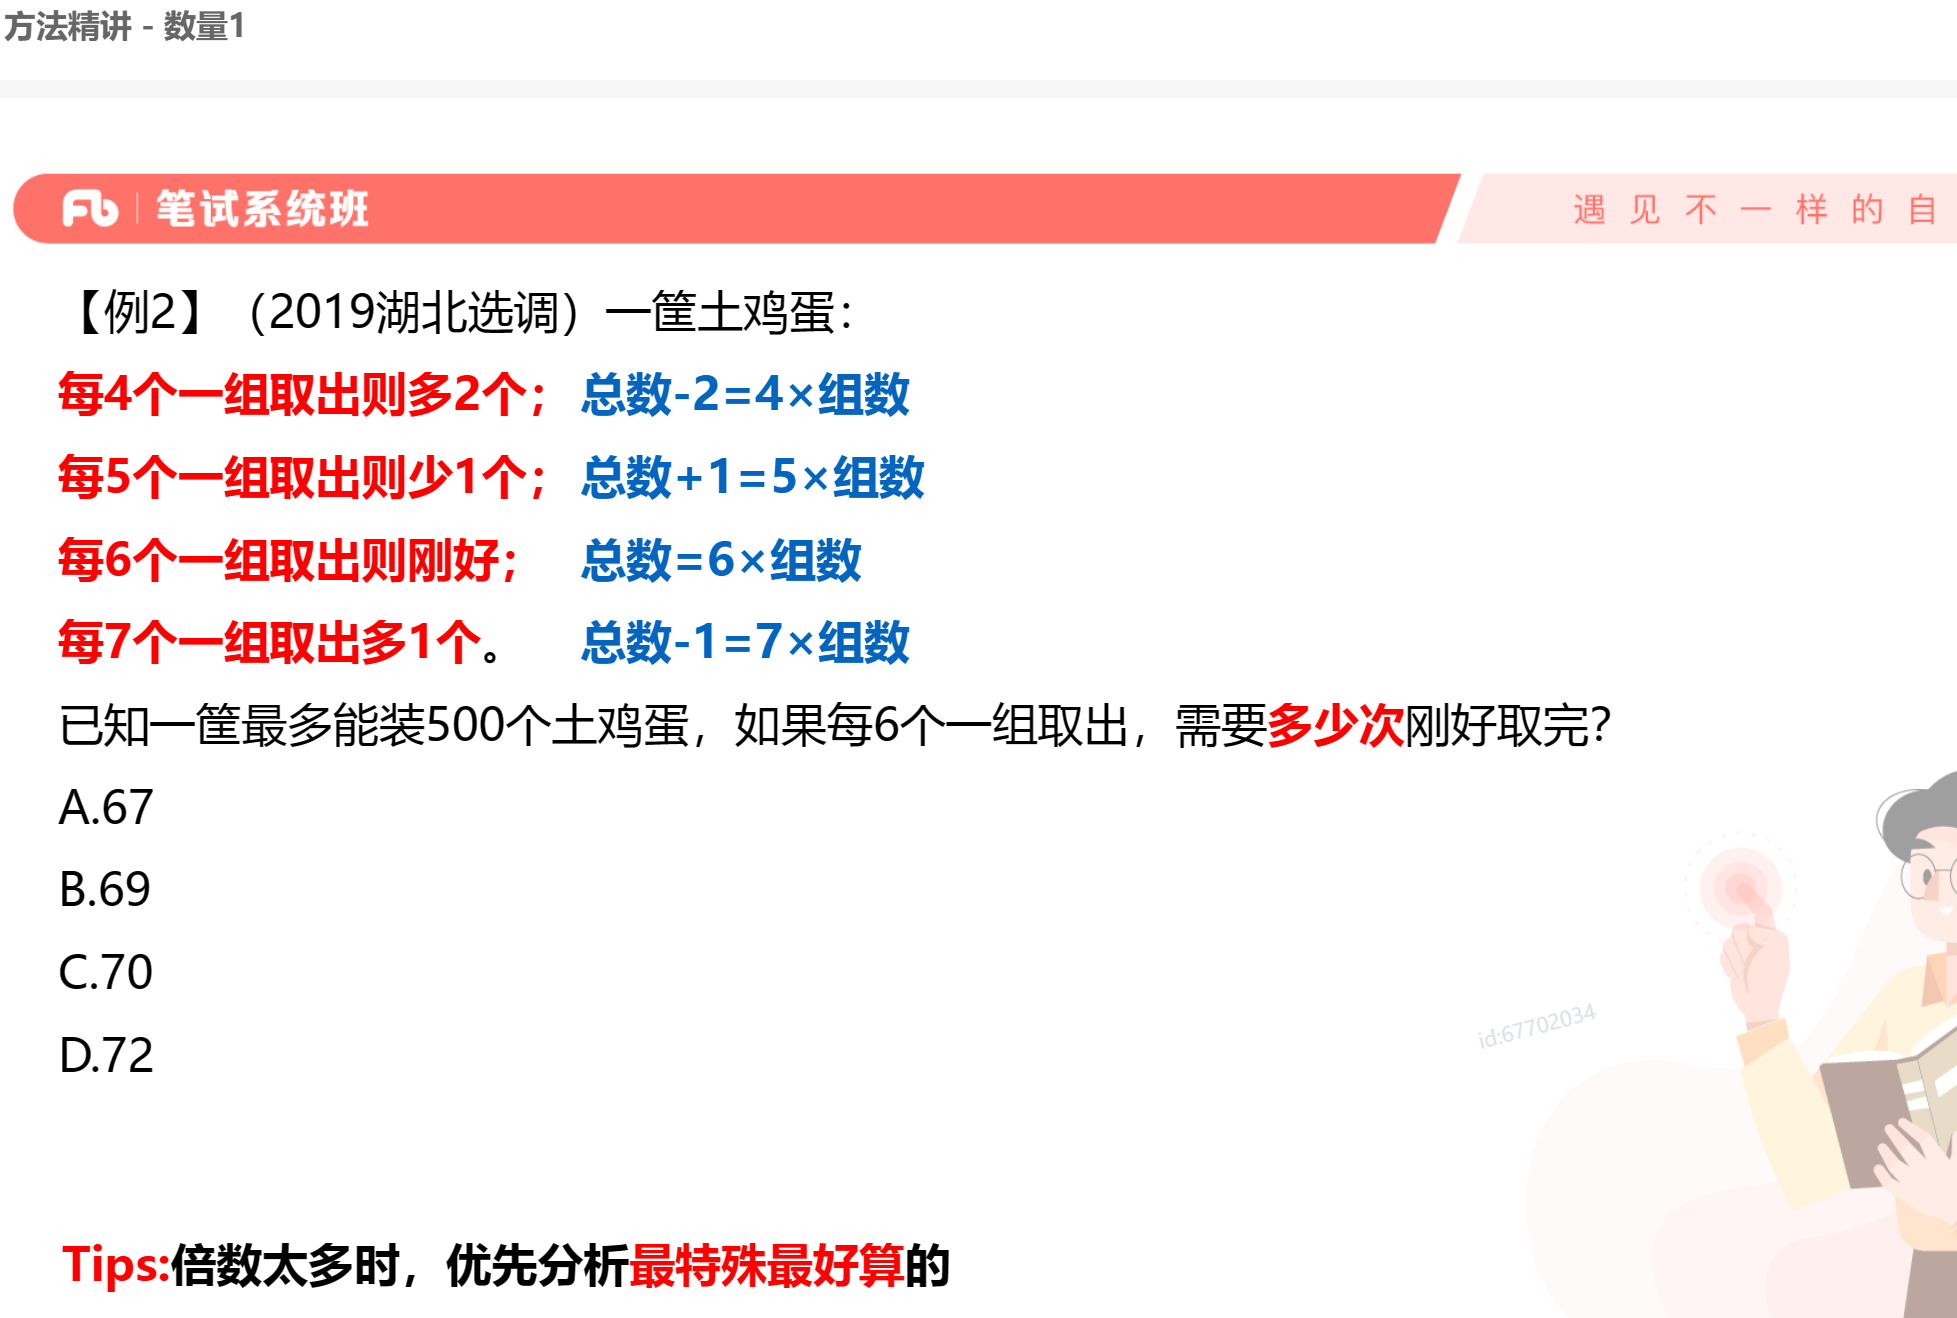 方法精讲 - 数量1
Fb 笔试系统班
遇见不一样的自
【例2】（2019湖北选调）一筐土鸡蛋：
每4个一组取出则多2个； 总数-2=4×组数
每5个一组取出则少1个； 总数+1=5×组数
每6个一组取出则刚好； 总数=6×组数
每7个一组取出多1个。 总数-1=7×组数
已知一筐最多能装500个土鸡蛋，如果每6个一组取出，需要多少次刚好取完？
A.67
B.69
C.70
D.72
id:67702034
Tips:倍数太多时，优先分析最特殊最好算的